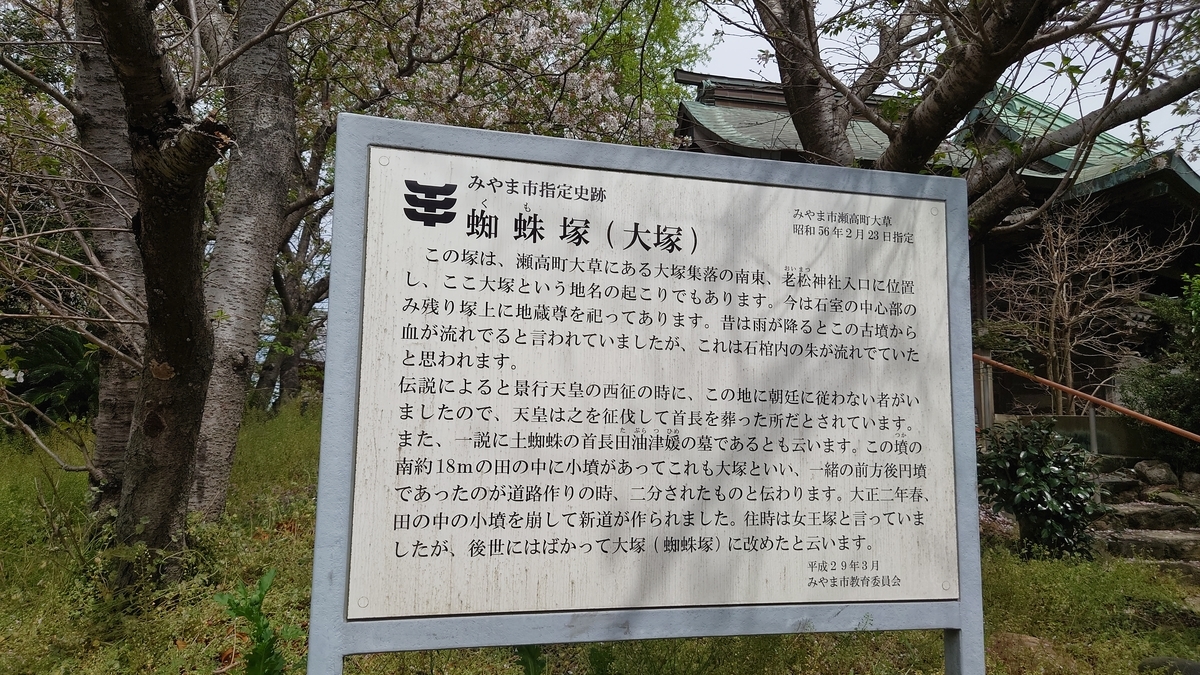 みやま市指定史跡
くも
蜘蛛塚(大塚)
みやま市瀬高町大草
昭和56年2月23日指定
この塚は、瀬高町大草にある大塚集落の南東、老松神社入口に位置
おいまつ
し、ここ大塚という地名の起こりでもあります。今は石室の中心部の
み残り塚上に地蔵尊を祀ってあります。昔は雨が降るとこの古墳から
血が流れでると言われていましたが、これは石棺内の朱が流れでていた
と思われます。
伝説によると景行天皇の西征の時に、この地に朝廷に従わない者がい
ましたので、天皇は之を征伐して首長を葬った所だとされています。
また、一説に土蜘蛛の首長田油津媛の墓であるとも云います。この墳の
たぶらつひめ
つか
南約18mの田の中に小墳があってこれも大塚といい、一緒の前方後円墳
であったのが道路作りの時、二分されたものと伝わります。大正二年春、
田の中の小墳を崩して新道が作られました。往時は女王塚と言っていま
したが、後世にはばかって大塚(蜘蛛塚)に改めたと云います。
平成29年3月
みやま市教育委員会